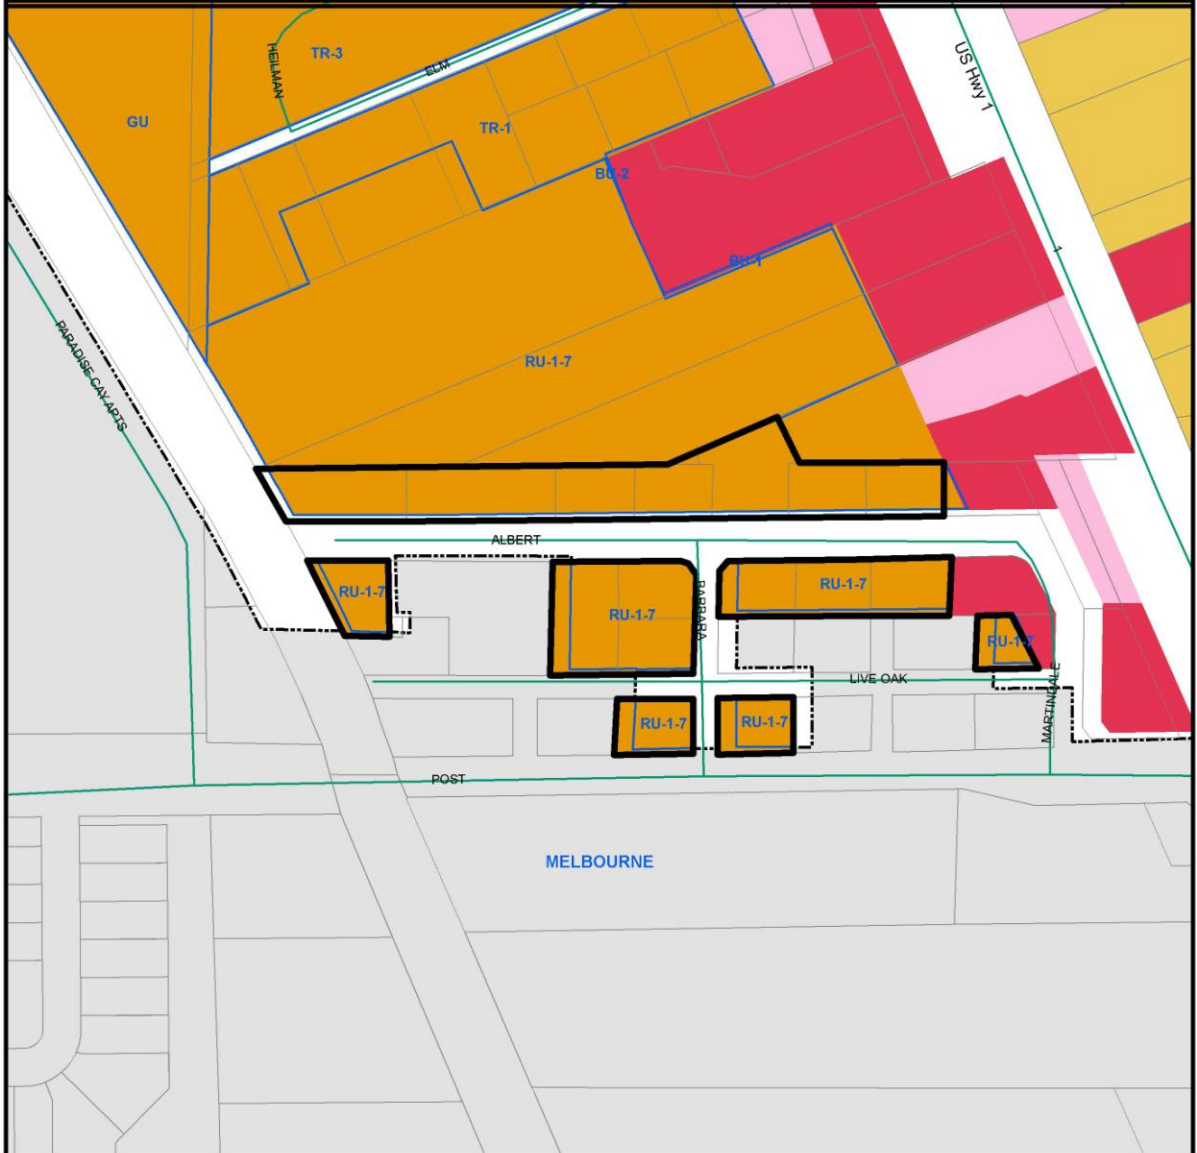 HEILMAN
TR-3
ELM
US Hwy 1
GU
TR-1
BU-2
1
BU-1
PARADISE CAY APTS
RU-1-7
ALBERT
RU-1-7
RU-1-7
BARBARA
RU-1-7
RU-1-7
LIVE OAK
MARTINDALE
RU-1-7
RU-1-7
POST
MELBOURNE